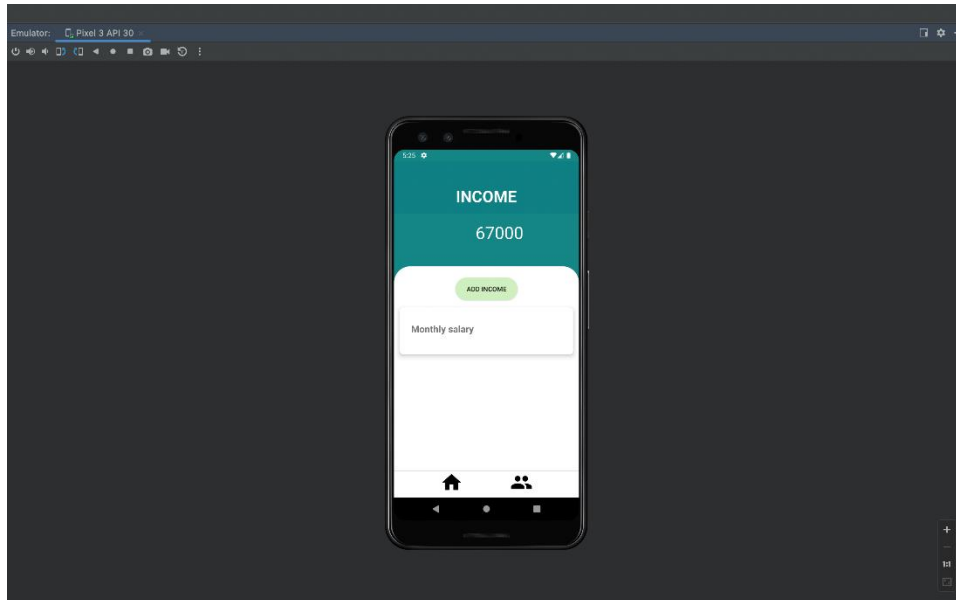 Emulator: Pixel 3 API 30
5:25
INCOME
67000
ADD INCOME
Monthly salary
1:1